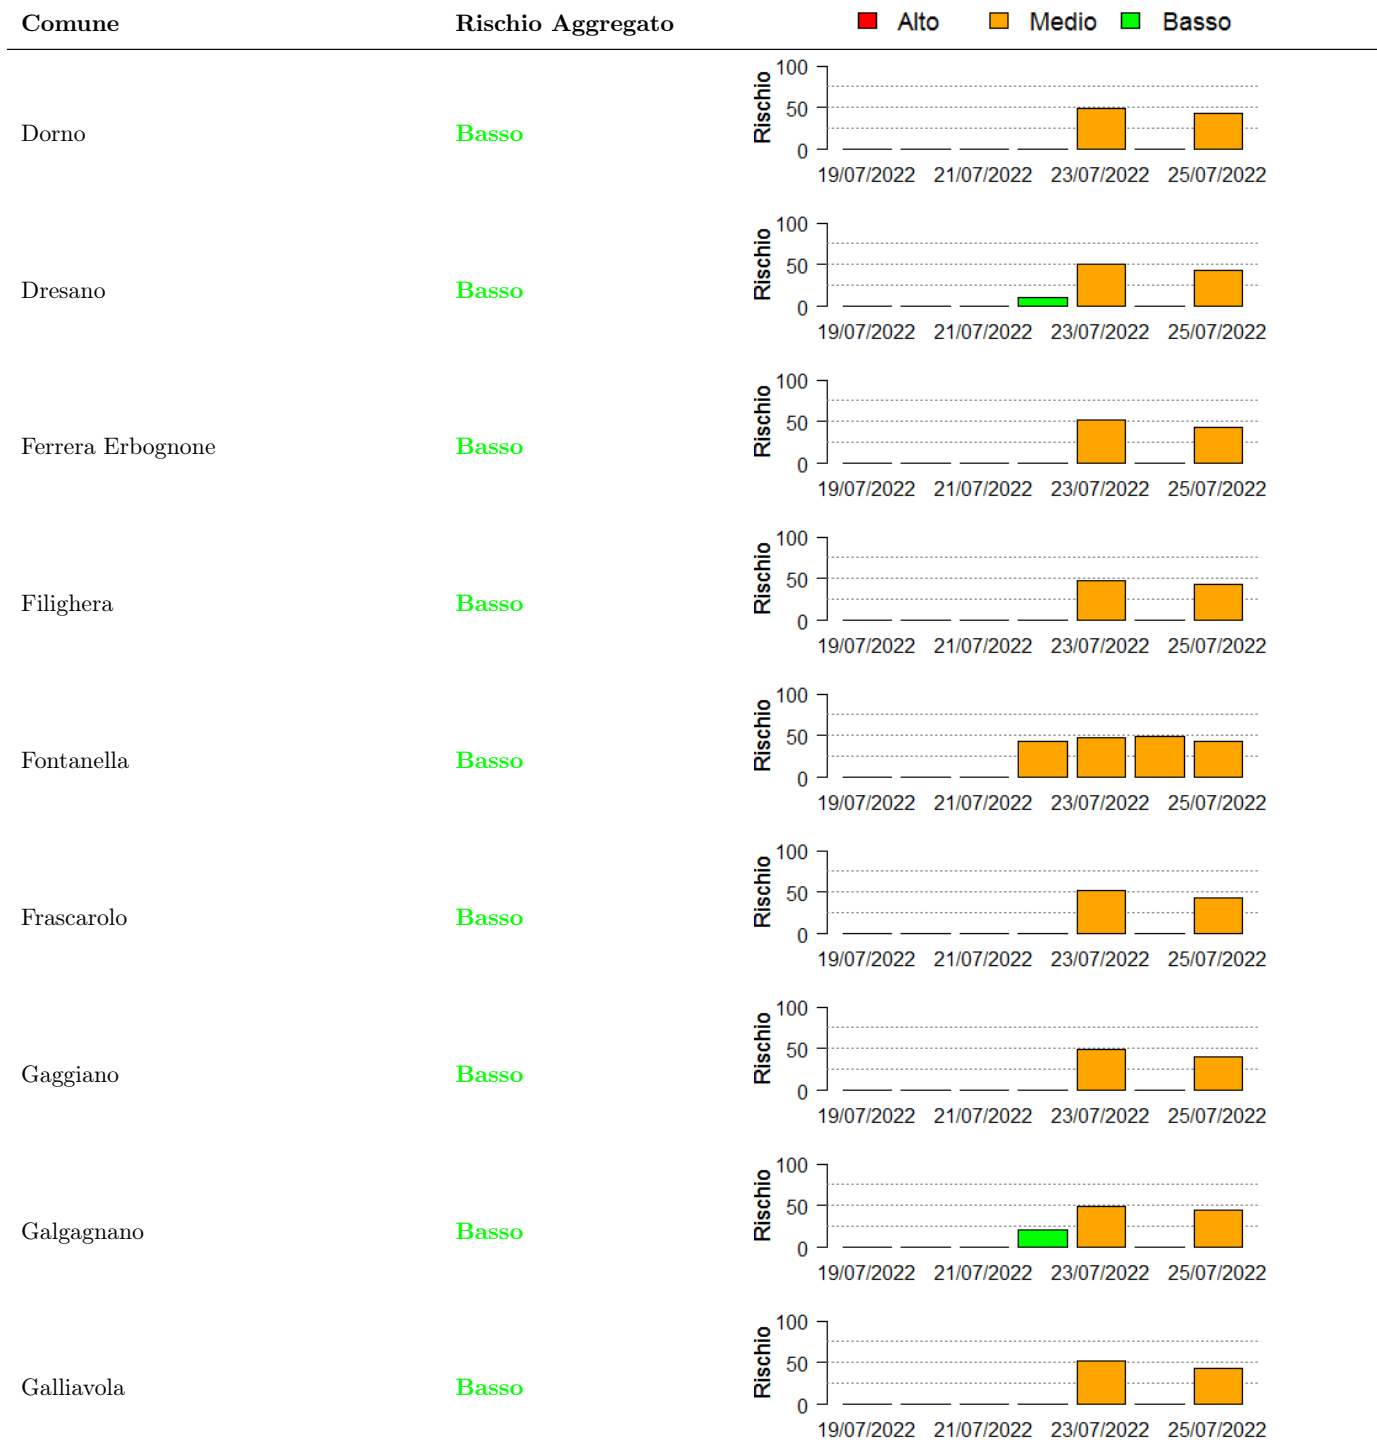 Comune Rischio Aggregato Alto Medio Basso
Dorno Basso
Rischio
100
50
0
19/07/2022 21/07/2022 23/07/2022 25/07/2022
Dresano Basso
Rischio
100
50
0
19/07/2022 21/07/2022 23/07/2022 25/07/2022
Ferrera Erbognone Basso
Rischio
100
50
0
19/07/2022 21/07/2022 23/07/2022 25/07/2022
Filighera Basso
Rischio
100
50
0
19/07/2022 21/07/2022 23/07/2022 25/07/2022
Fontanella Basso
Rischio
100
50
0
19/07/2022 21/07/2022 23/07/2022 25/07/2022
Frascarolo Basso
Rischio
100
50
0
19/07/2022 21/07/2022 23/07/2022 25/07/2022
Gaggiano Basso
Rischio
100
50
0
19/07/2022 21/07/2022 23/07/2022 25/07/2022
Galgagnano Basso
Rischio
100
50
0
19/07/2022 21/07/2022 23/07/2022 25/07/2022
Galliavola Basso
Rischio
100
50
0
19/07/2022 21/07/2022 23/07/2022 25/07/2022